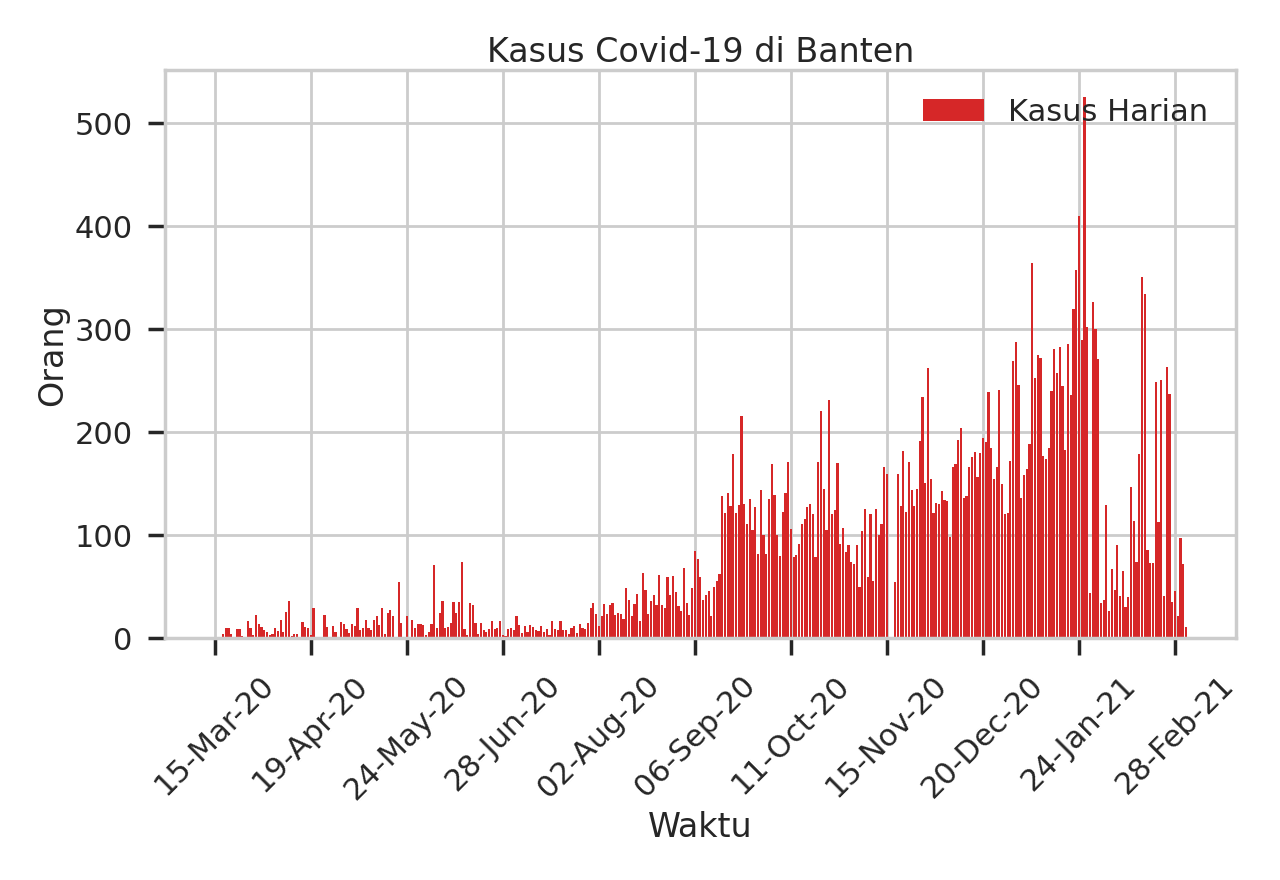 Kasus Covid-19 di Banten
Kasus Harian
Orang
500
400
300
200
100
0
15-Mar-20
19-Apr-20
24-May-20
28-Jun-20
02-Aug-20
06-Sep-20
11-Oct-20
15-Nov-20
20-Dec-20
24-Jan-21
28-Feb-21
Waktu